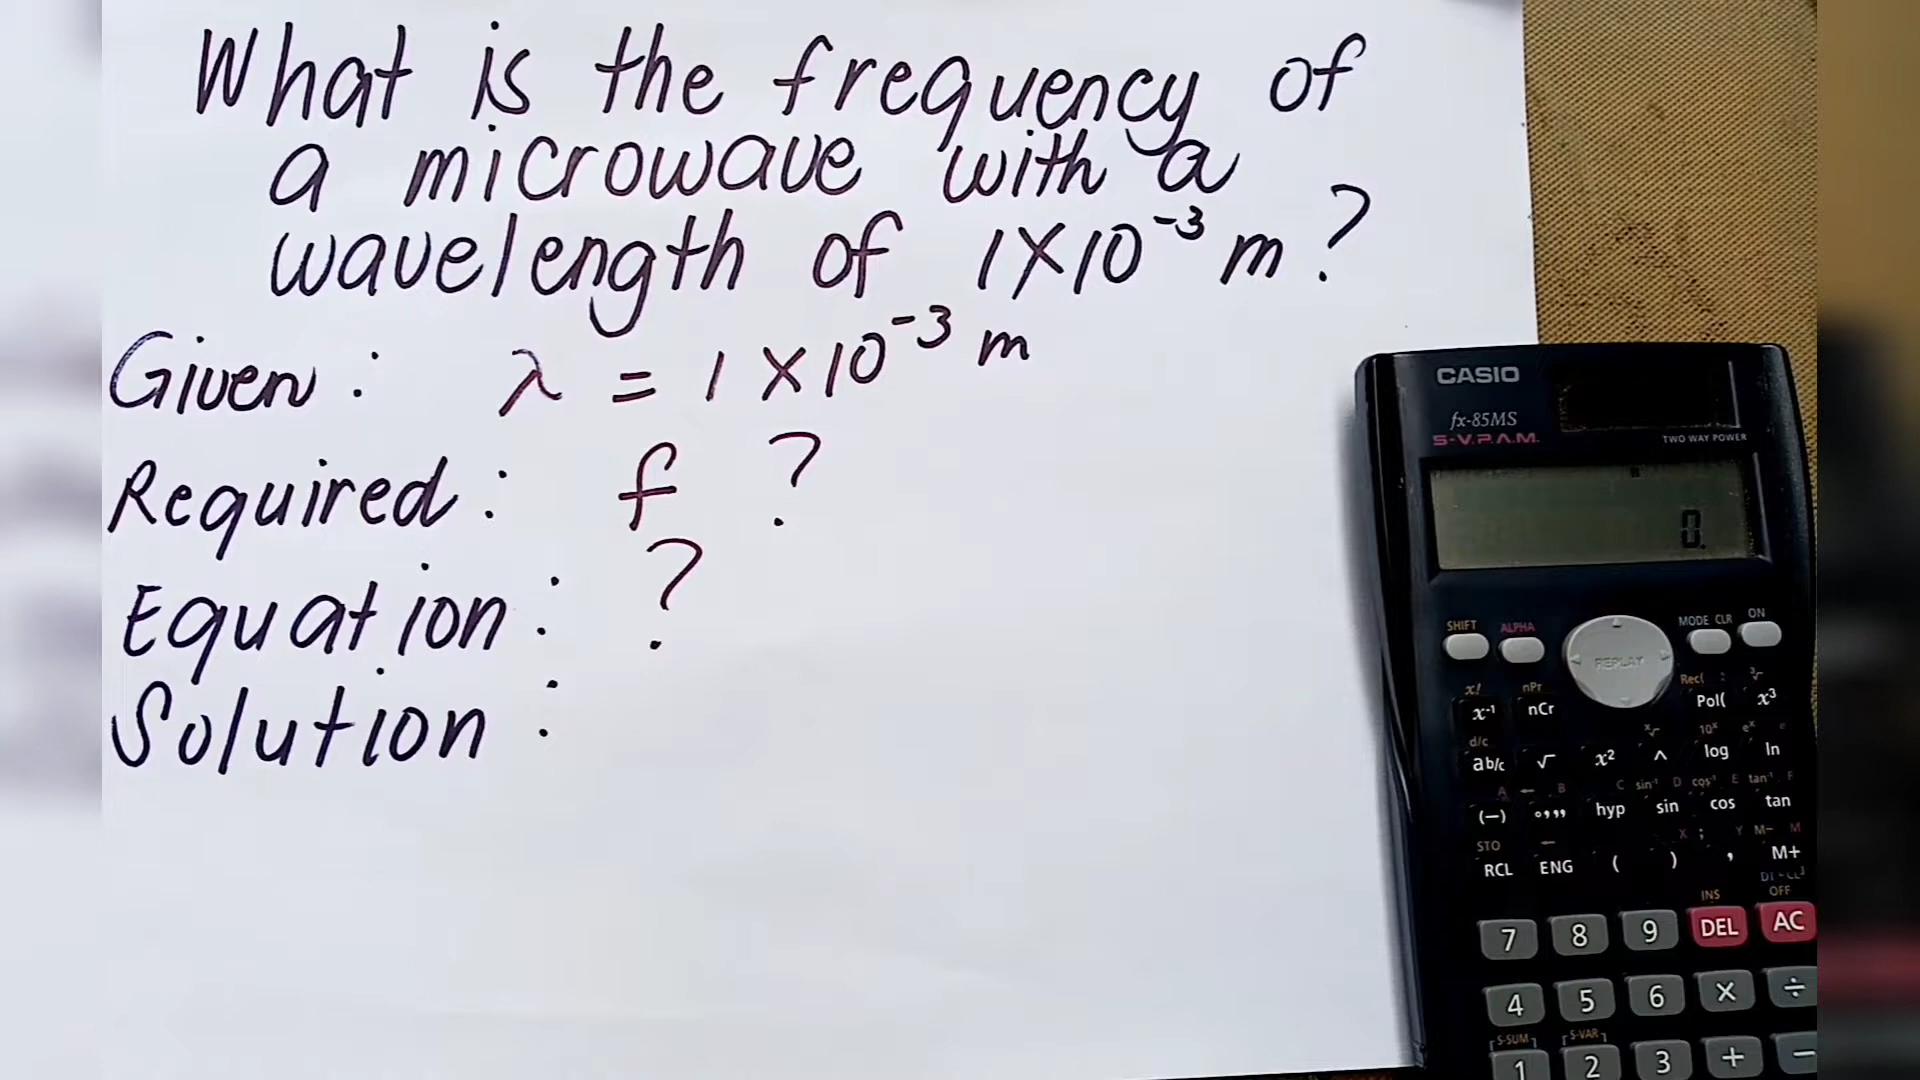 What is the frequency of
a microwave with a
wavelength of 1X10⁻³ m?
Given: λ = 1 x 10⁻³ m
Required: f ?
Equation: ?
Solution:
CASIO
fx-85MS
S-V.P.A.M.
TWO WAY POWER
0.
SHIFT ALPHA MODE CLR ON
REPLAY
x! nPr Rec( : ³√
x⁻¹ nCr Pol( x³
d/c ˣ√ 10ˣ eˣ e
ab/c √ x² ^ log ln
A ← B C sin⁻¹ D cos⁻¹ E tan⁻¹ F
(−) °,,, hyp sin cos tan
STO ← X ; Y M− M
RCL ENG ( ) , M+
INS OFF
7 8 9 DEL AC
4 5 6 × ÷
S-SUM S-VAR
1 2 3 + −